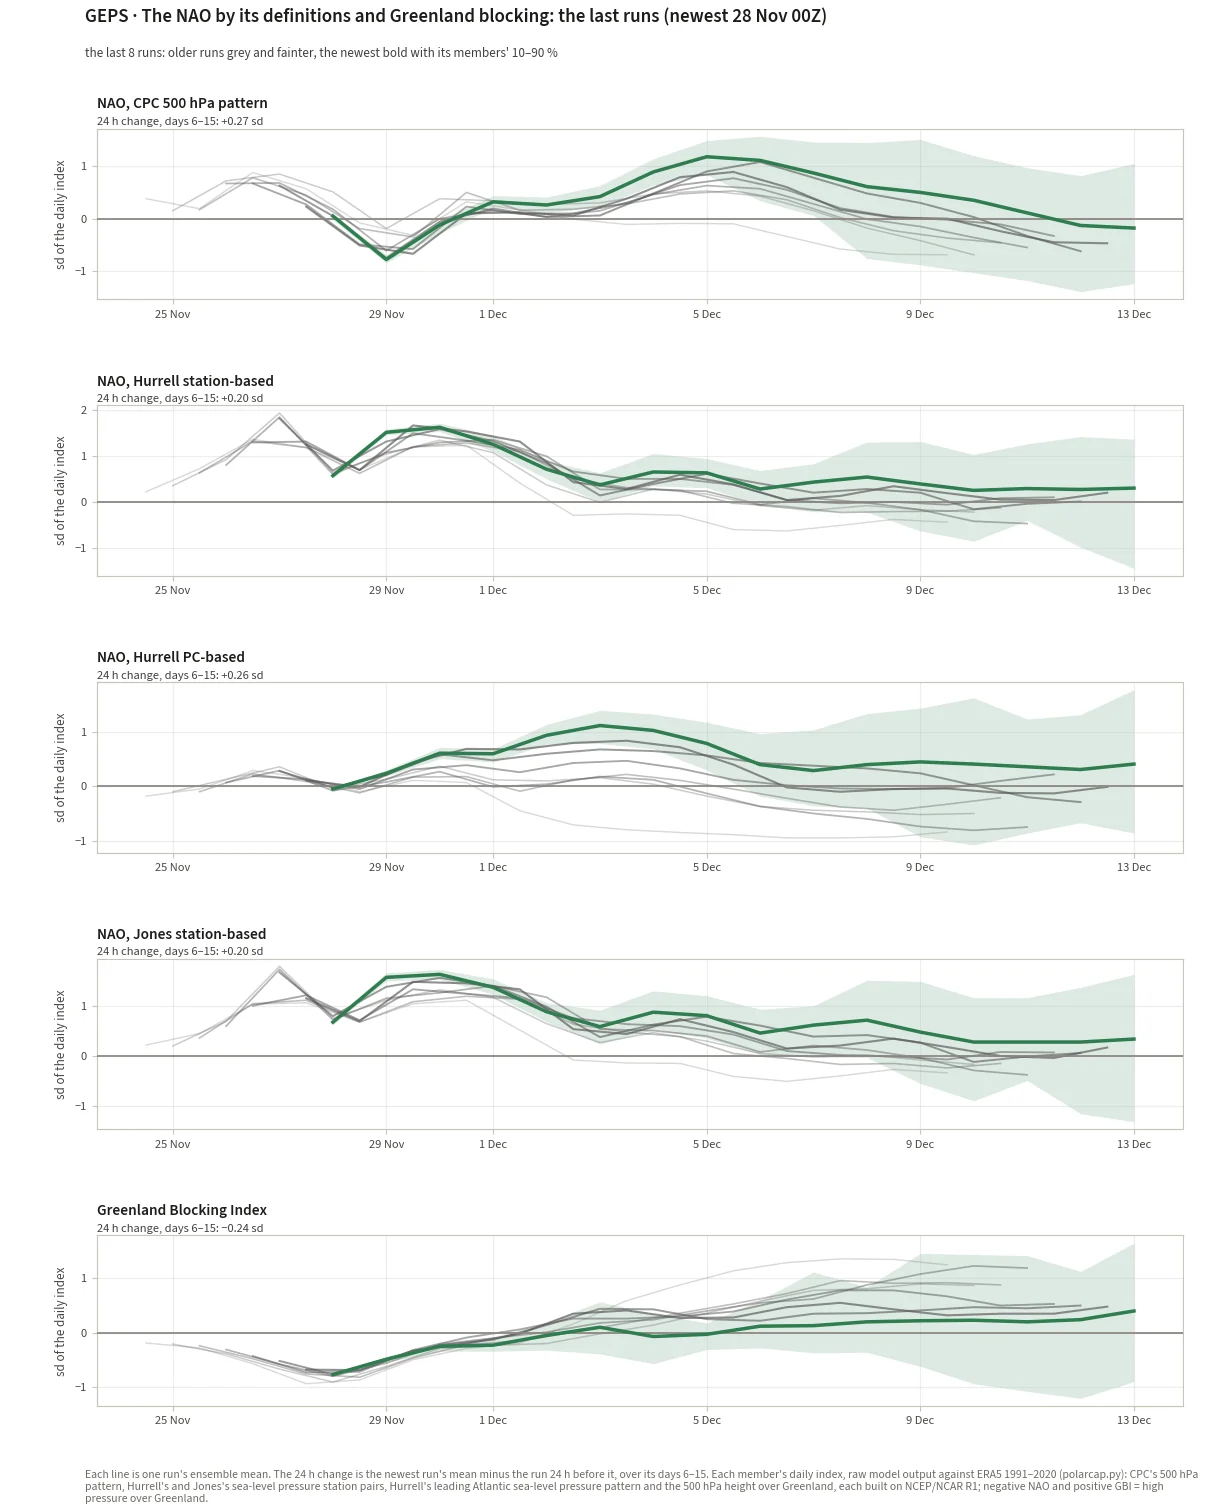 GEPS · The NAO by its definitions and Greenland blocking: the last runs (newest 28 Nov 00Z)
the last 8 runs: older runs grey and fainter, the newest bold with its members' 10–90 %
NAO, CPC 500 hPa pattern
24 h change, days 6–15: +0.27 sd
sd of the daily index
1
0
−1
25 Nov
29 Nov
1 Dec
5 Dec
9 Dec
13 Dec
NAO, Hurrell station-based
24 h change, days 6–15: +0.20 sd
sd of the daily index
2
1
0
−1
25 Nov
29 Nov
1 Dec
5 Dec
9 Dec
13 Dec
NAO, Hurrell PC-based
24 h change, days 6–15: +0.26 sd
sd of the daily index
1
0
−1
25 Nov
29 Nov
1 Dec
5 Dec
9 Dec
13 Dec
NAO, Jones station-based
24 h change, days 6–15: +0.20 sd
sd of the daily index
1
0
−1
25 Nov
29 Nov
1 Dec
5 Dec
9 Dec
13 Dec
Greenland Blocking Index
24 h change, days 6–15: −0.24 sd
sd of the daily index
1
0
−1
25 Nov
29 Nov
1 Dec
5 Dec
9 Dec
13 Dec
Each line is one run's ensemble mean. The 24 h change is the newest run's mean minus the run 24 h before it, over its days 6–15. Each member's daily index, raw model output against ERA5 1991–2020 (polarcap.py): CPC's 500 hPa
pattern, Hurrell's and Jones's sea-level pressure station pairs, Hurrell's leading Atlantic sea-level pressure pattern and the 500 hPa height over Greenland, each built on NCEP/NCAR R1; negative NAO and positive GBI = high
pressure over Greenland.